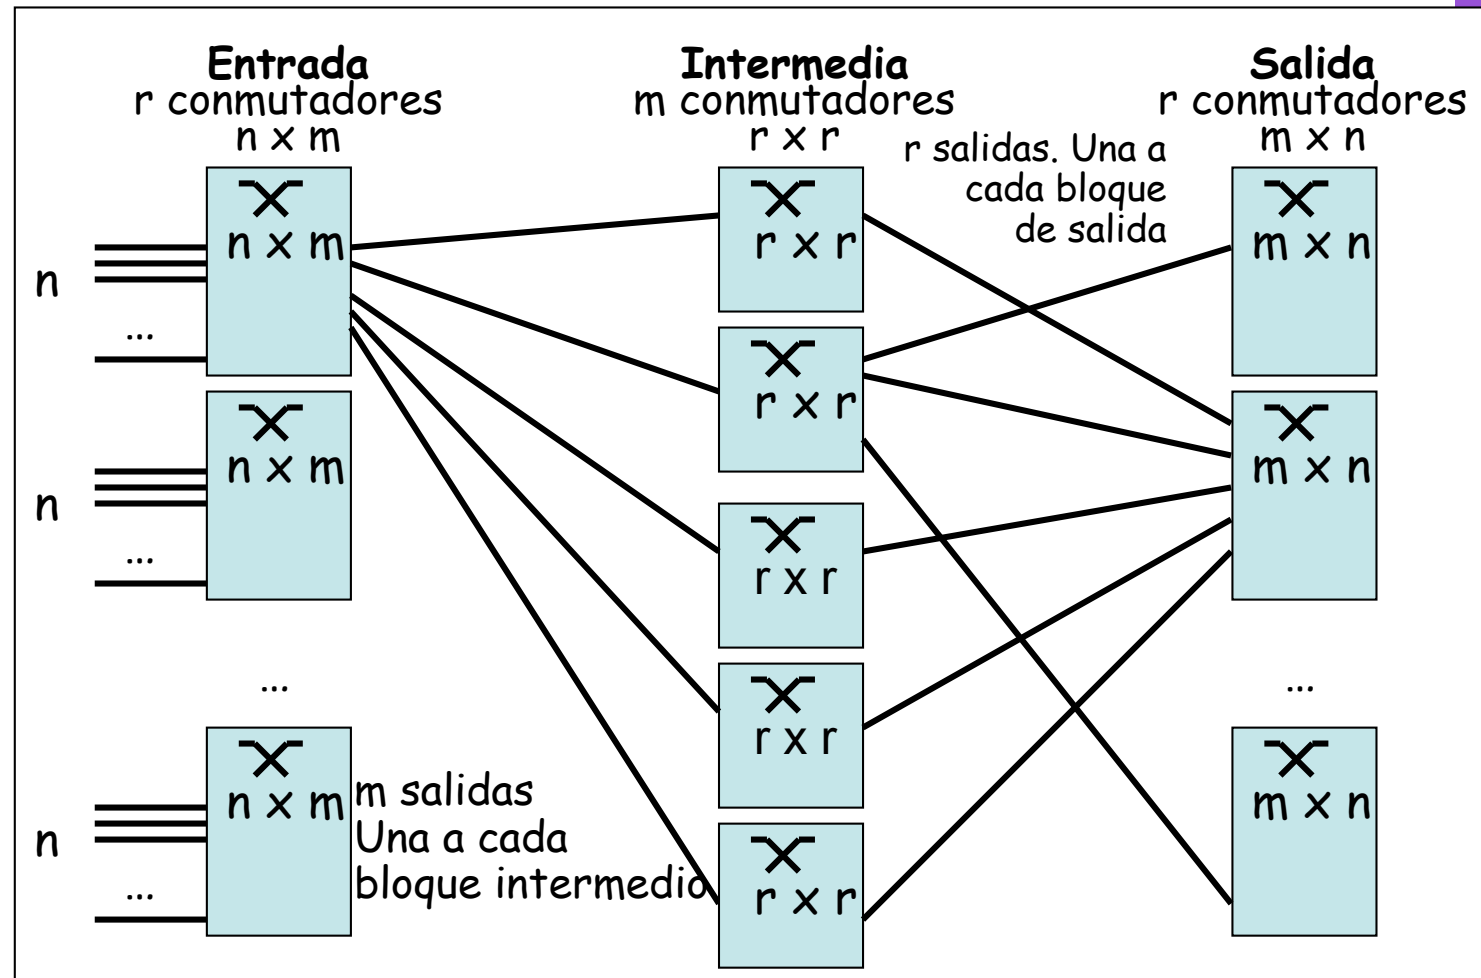 Entrada
r conmutadores
n x m
Intermedia
m conmutadores
r x r
Salida
r conmutadores
m x n
r salidas. Una a
cada bloque
de salida
n
...
n x m
n
...
n x m
...
n
...
n x m
m salidas
Una a cada
bloque intermedio
r x r
r x r
r x r
r x r
r x r
m x n
m x n
...
m x n